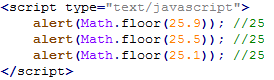 <script type="text/javascript">
    alert(Math.floor(25.9)); //25
    alert(Math.floor(25.5)); //25
    alert(Math.floor(25.1)); //25
</script>